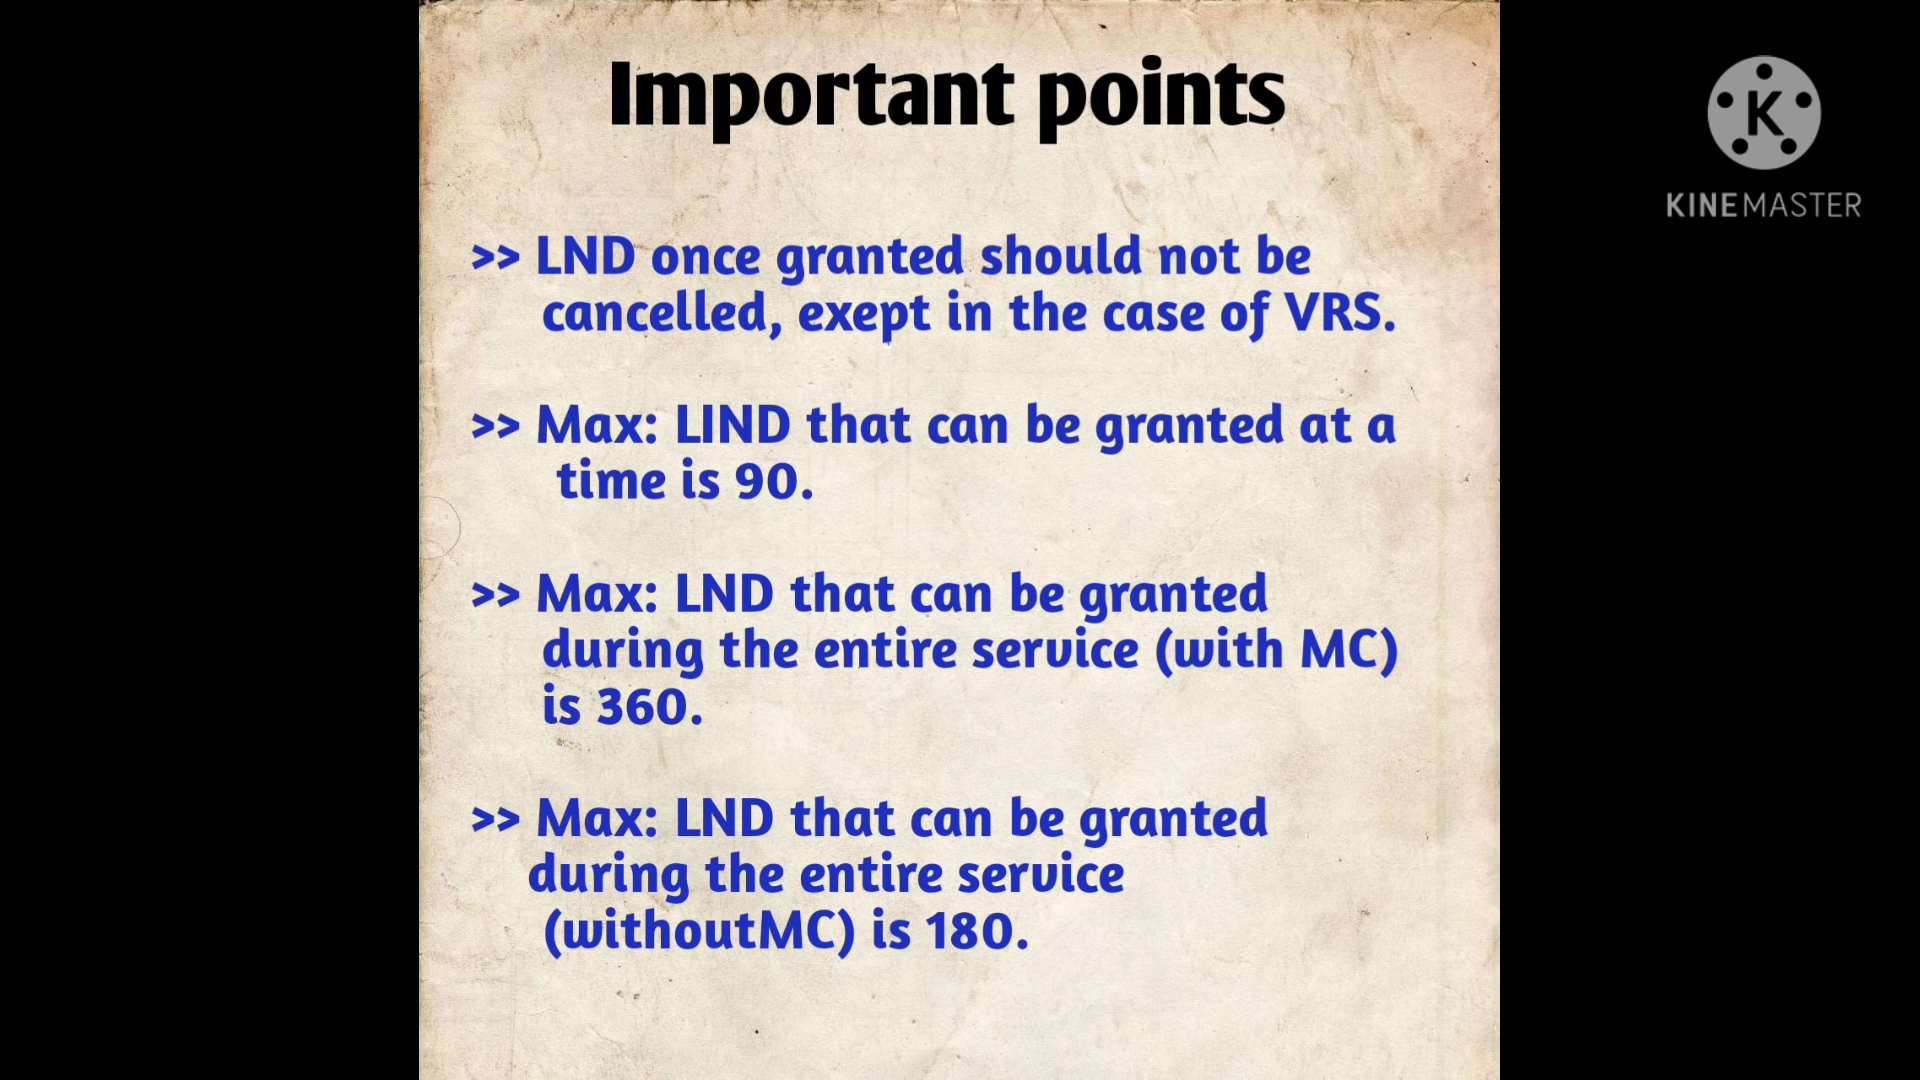 Important points
>> LND once granted should not be
cancelled, exept in the case of VRS.
>> Max: LIND that can be granted at a
time is 90.
>> Max: LND that can be granted
during the entire service (with MC)
is 360.
>> Max: LND that can be granted
during the entire service
(withoutMC) is 180.
K
KINEMASTER